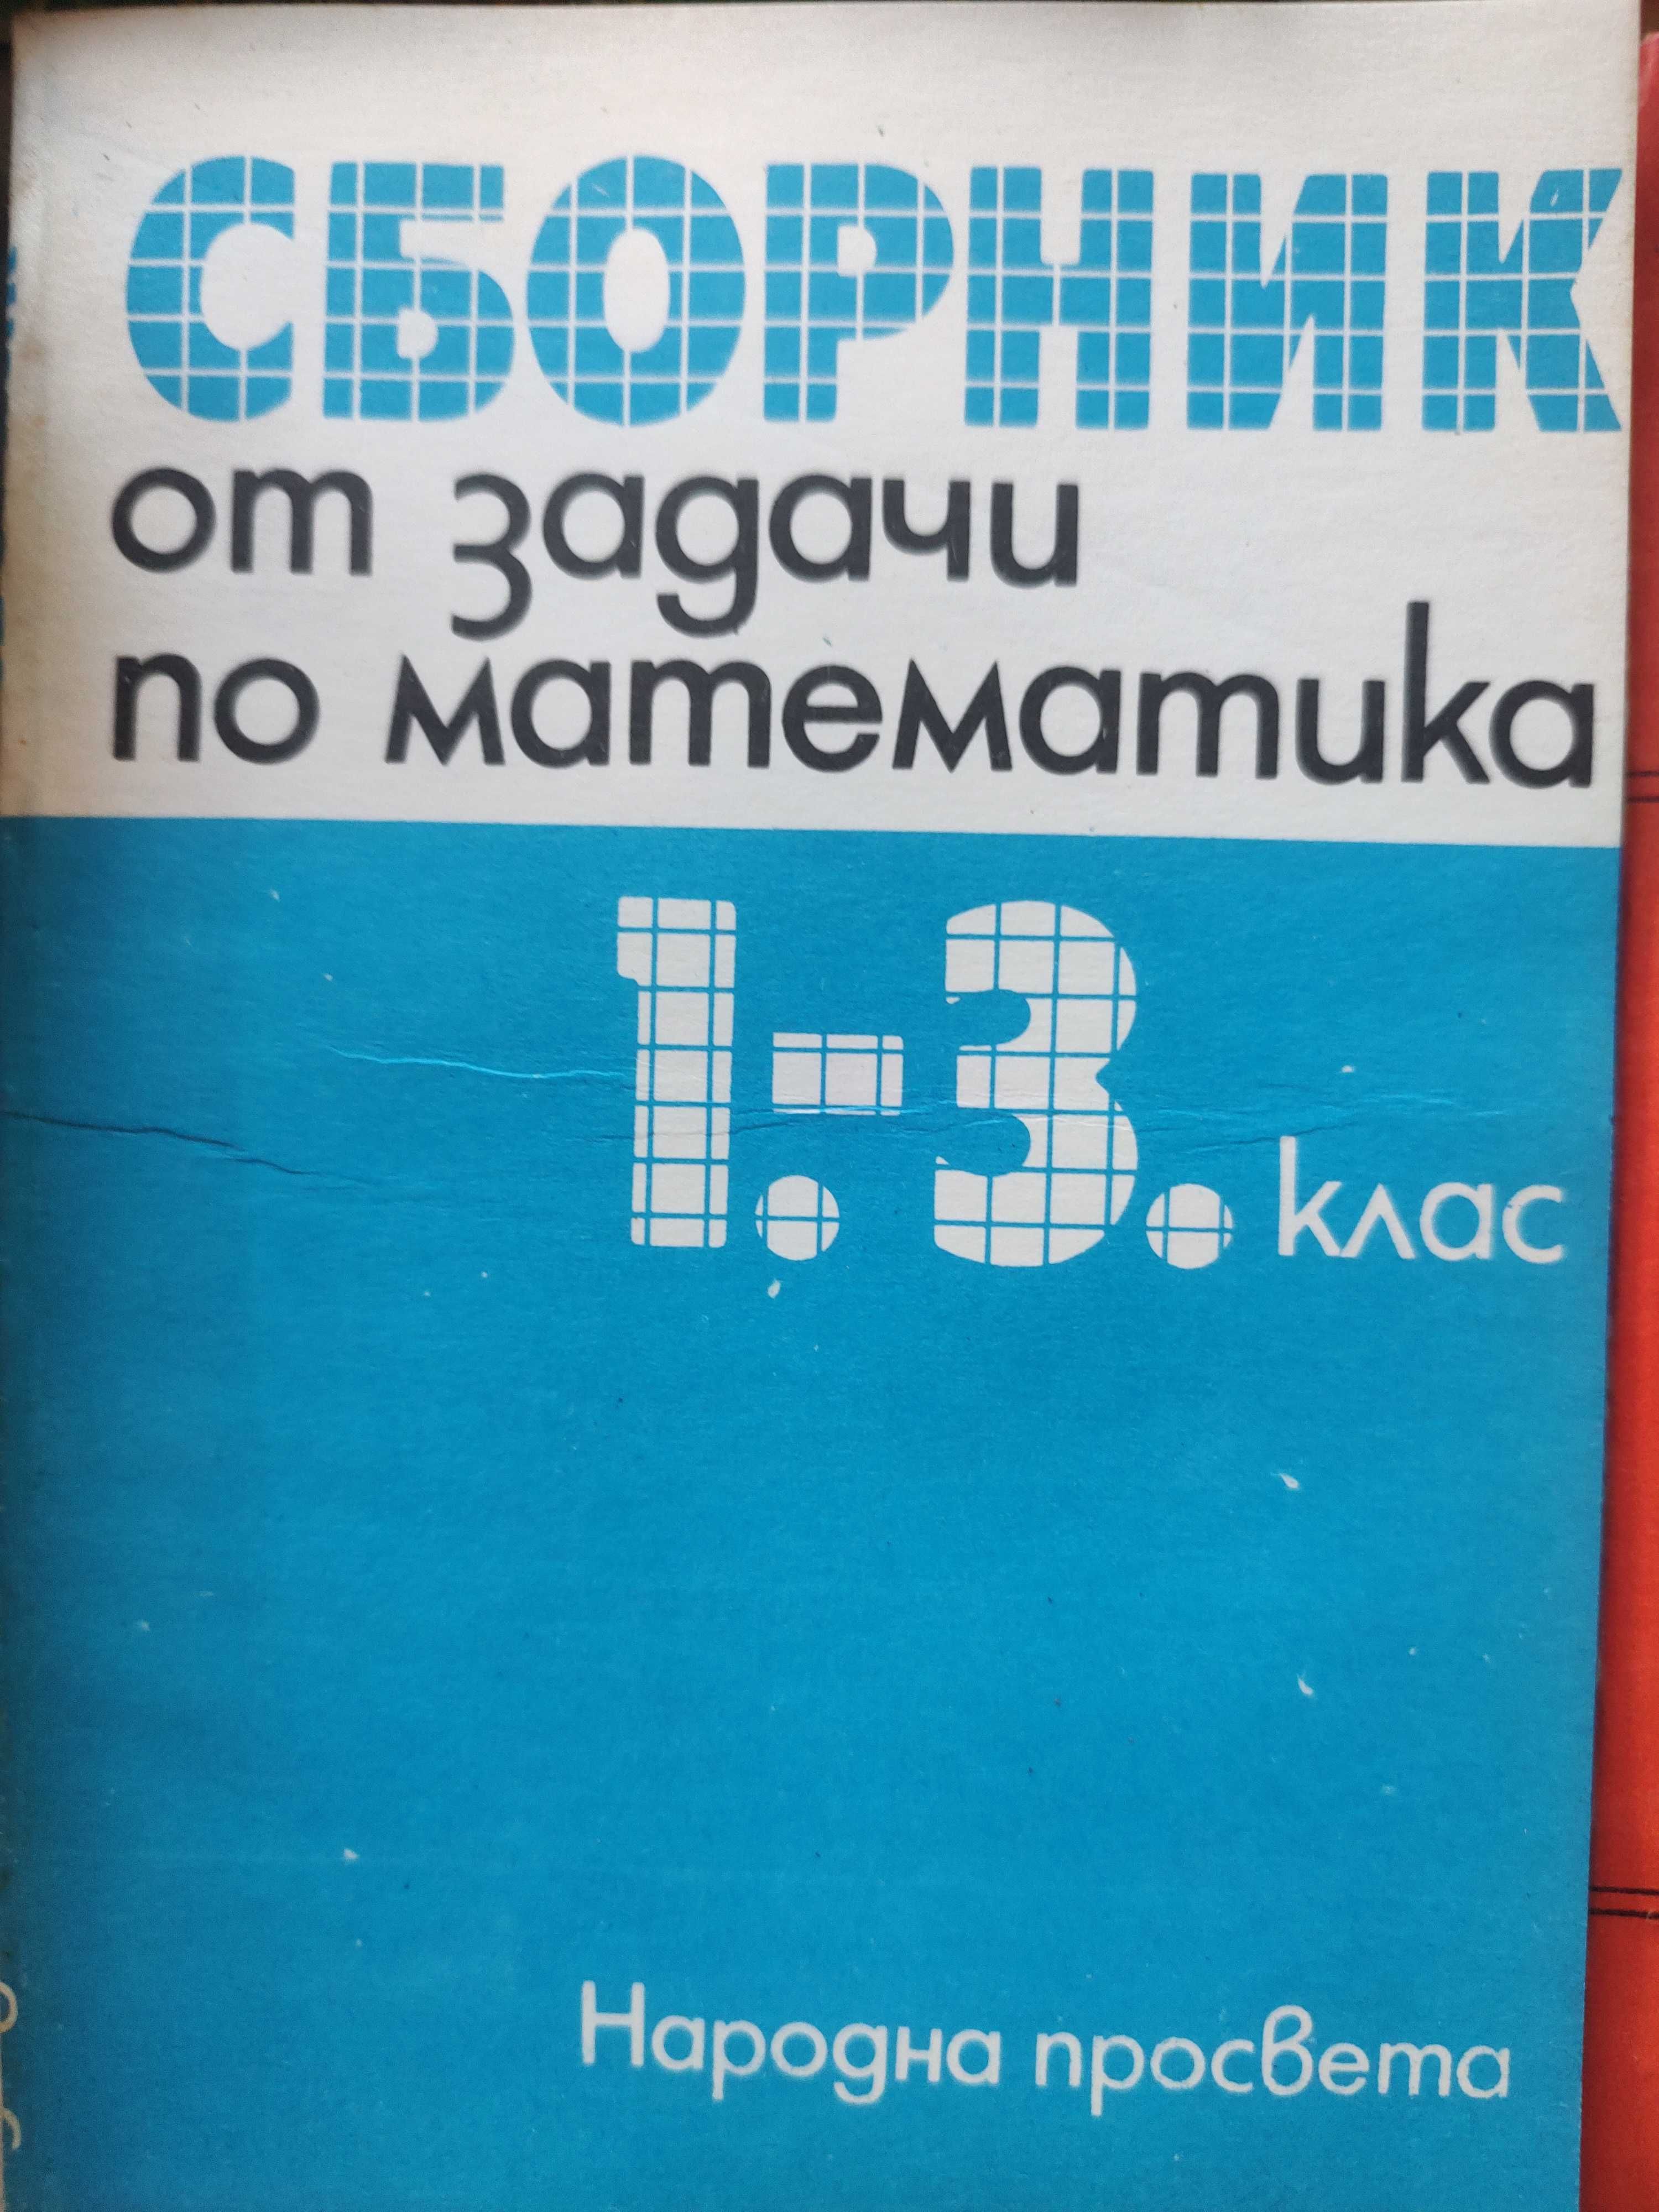 СБОРНИК
от задачи
по математика
1.-3. клас
Народна просвета